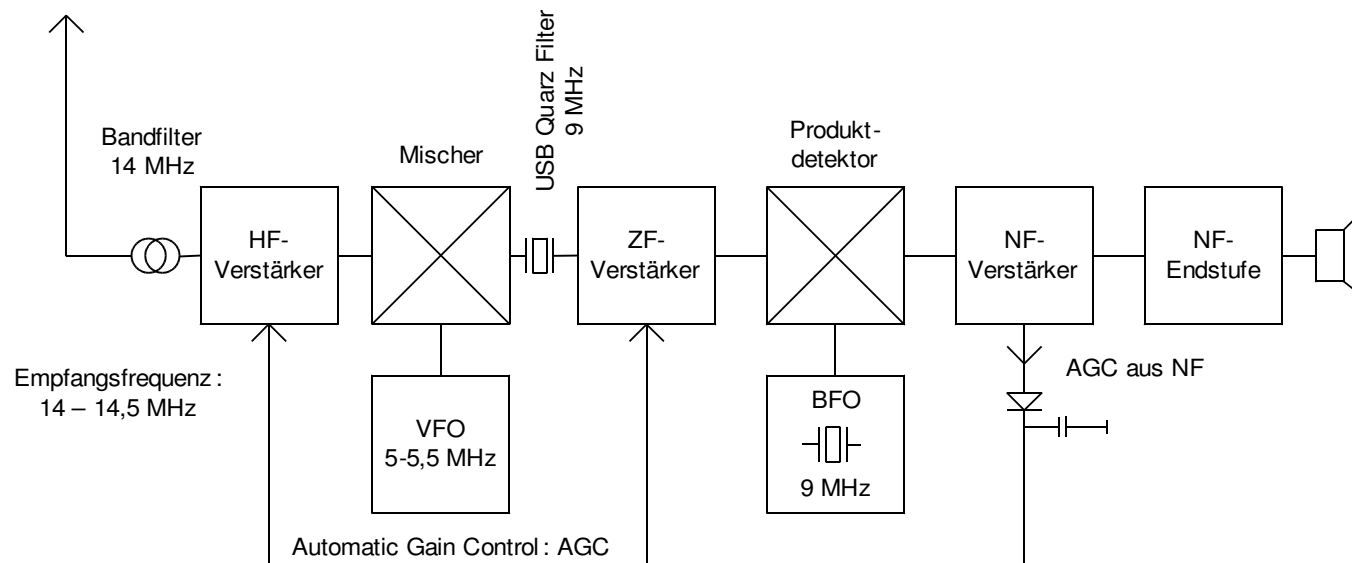 Bandfilter
14 MHz
HF-
Verstärker
Mischer
USB Quarz Filter
9 MHz
ZF-
Verstärker
Produkt-
detektor
NF-
Verstärker
NF-
Endstufe
Empfangsfrequenz :
14 – 14,5 MHz
VFO
5-5,5 MHz
BFO
9 MHz
AGC aus NF
Automatic Gain Control : AGC